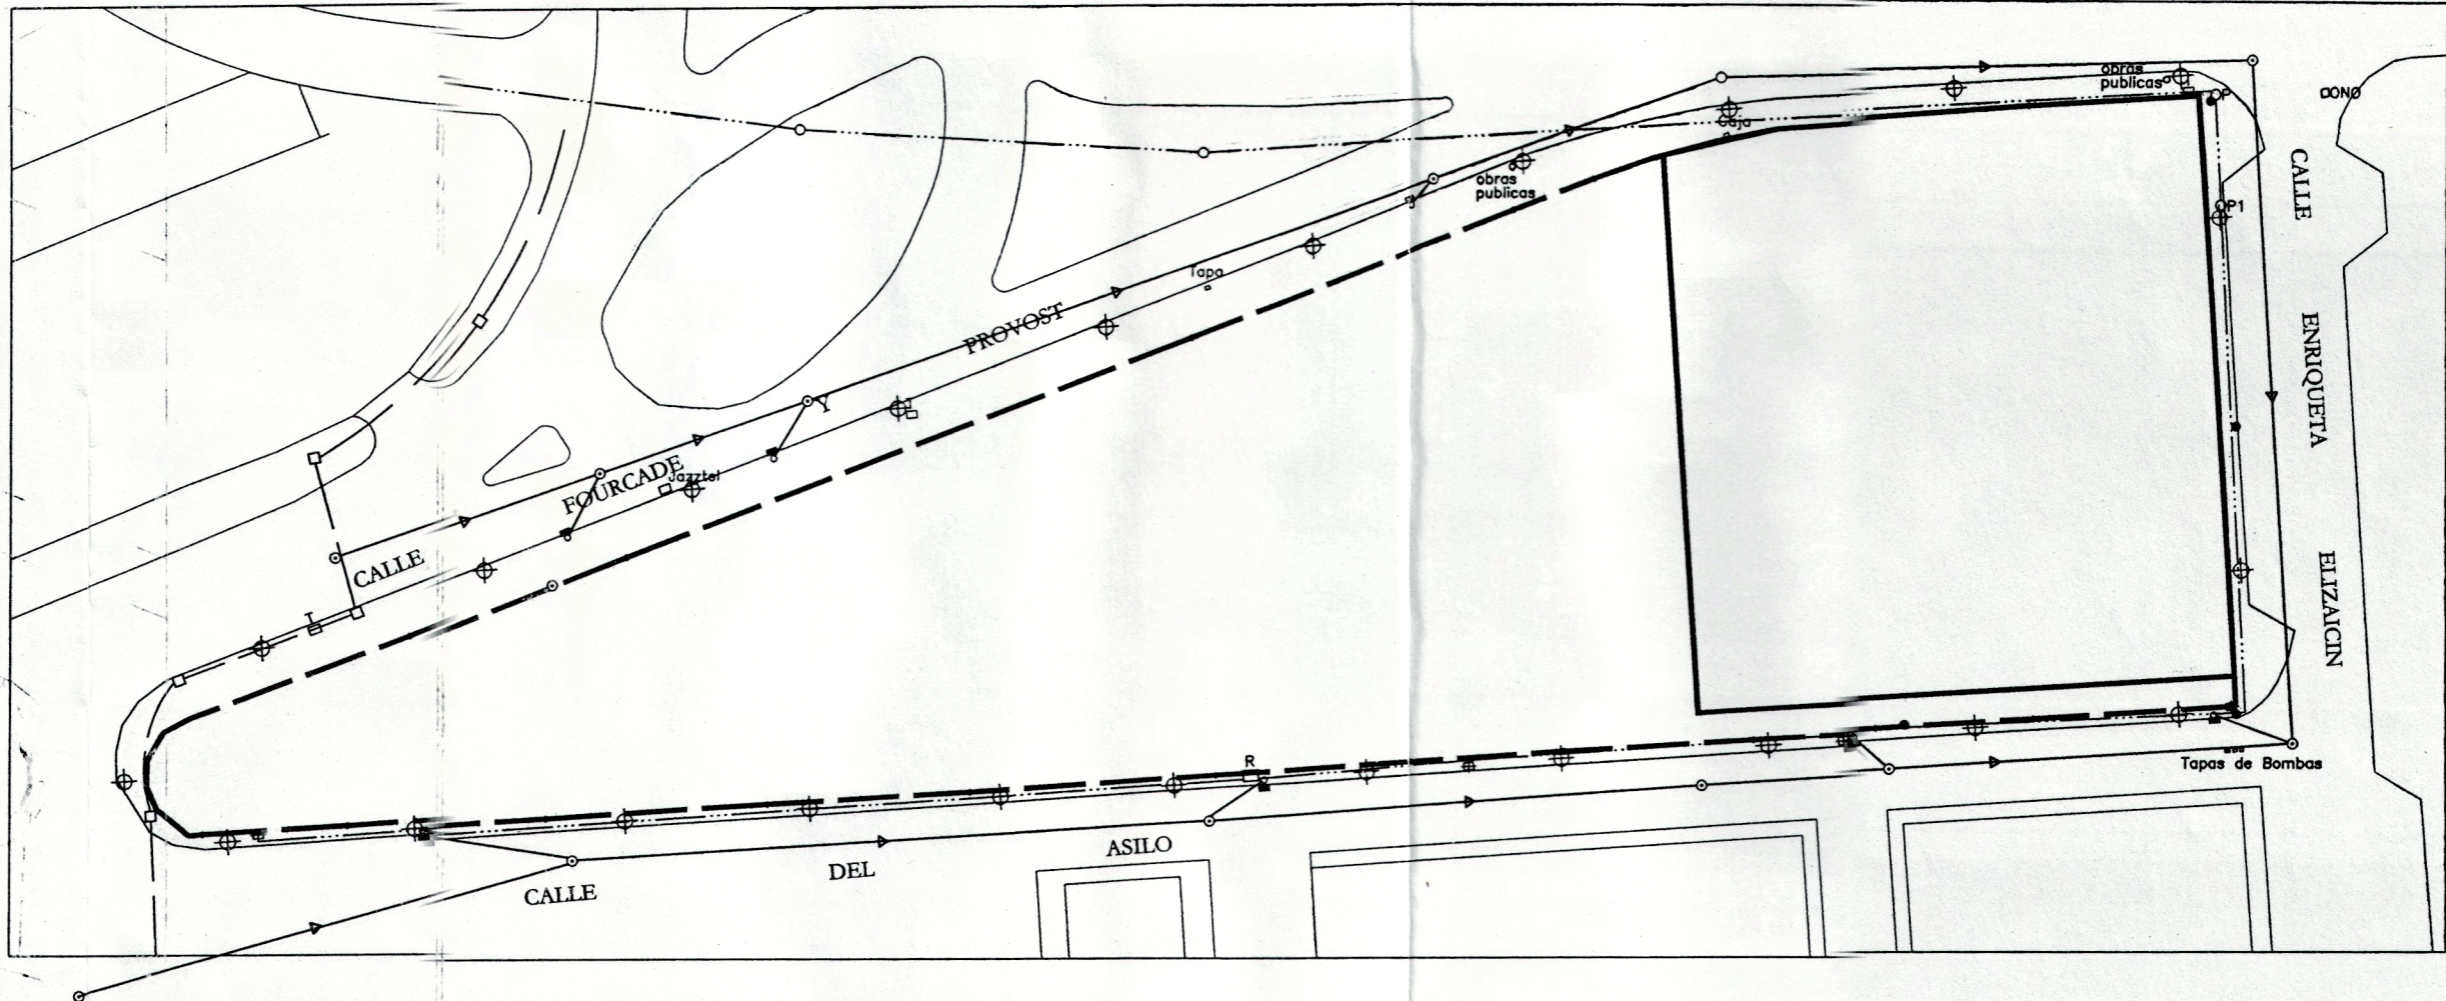 obras
publicas
P
DONO
Caja
obras
publicas
CALLE
P1
Tapa
PROVOST
ENRIQUETA
Y
FOURCADE
Jazztel
CALLE
ELIZAICIN
T
R
Tapas de Bombas
ASILO
DEL
CALLE